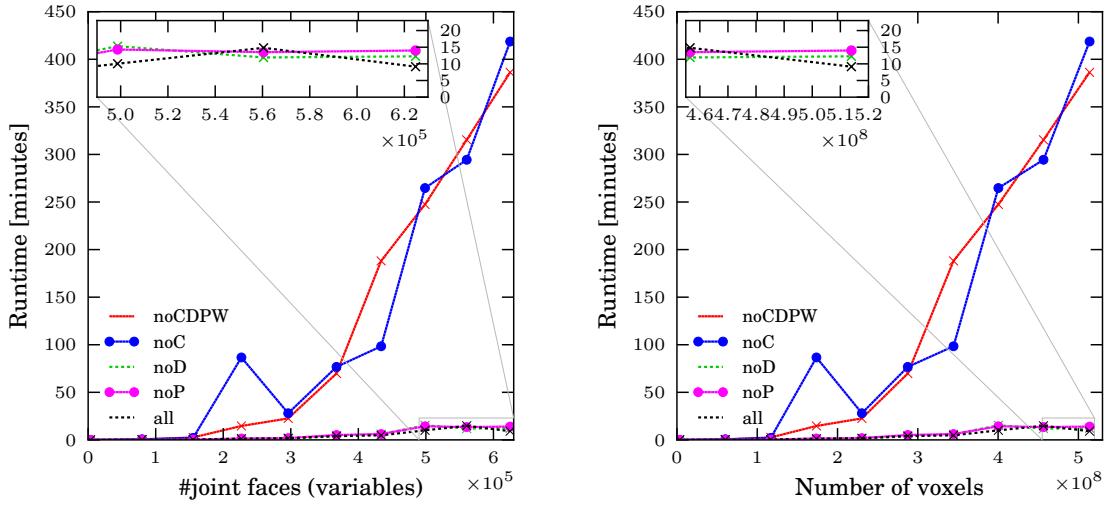 450
400
350
300
250
200
150
100
50
0
Runtime [minutes]
20
15
10
5
0
5.0 5.2 5.4 5.6 5.8 6.0 6.2
×10^5
noCDPW
noC
noD
noP
all
0 1 2 3 4 5 6
×10^5
#joint faces (variables)
450
400
350
300
250
200
150
100
50
0
Runtime [minutes]
20
15
10
5
0
4.6 4.7 4.8 4.9 5.0 5.1 5.2
×10^8
noCDPW
noC
noD
noP
all
0 1 2 3 4 5
×10^8
Number of voxels